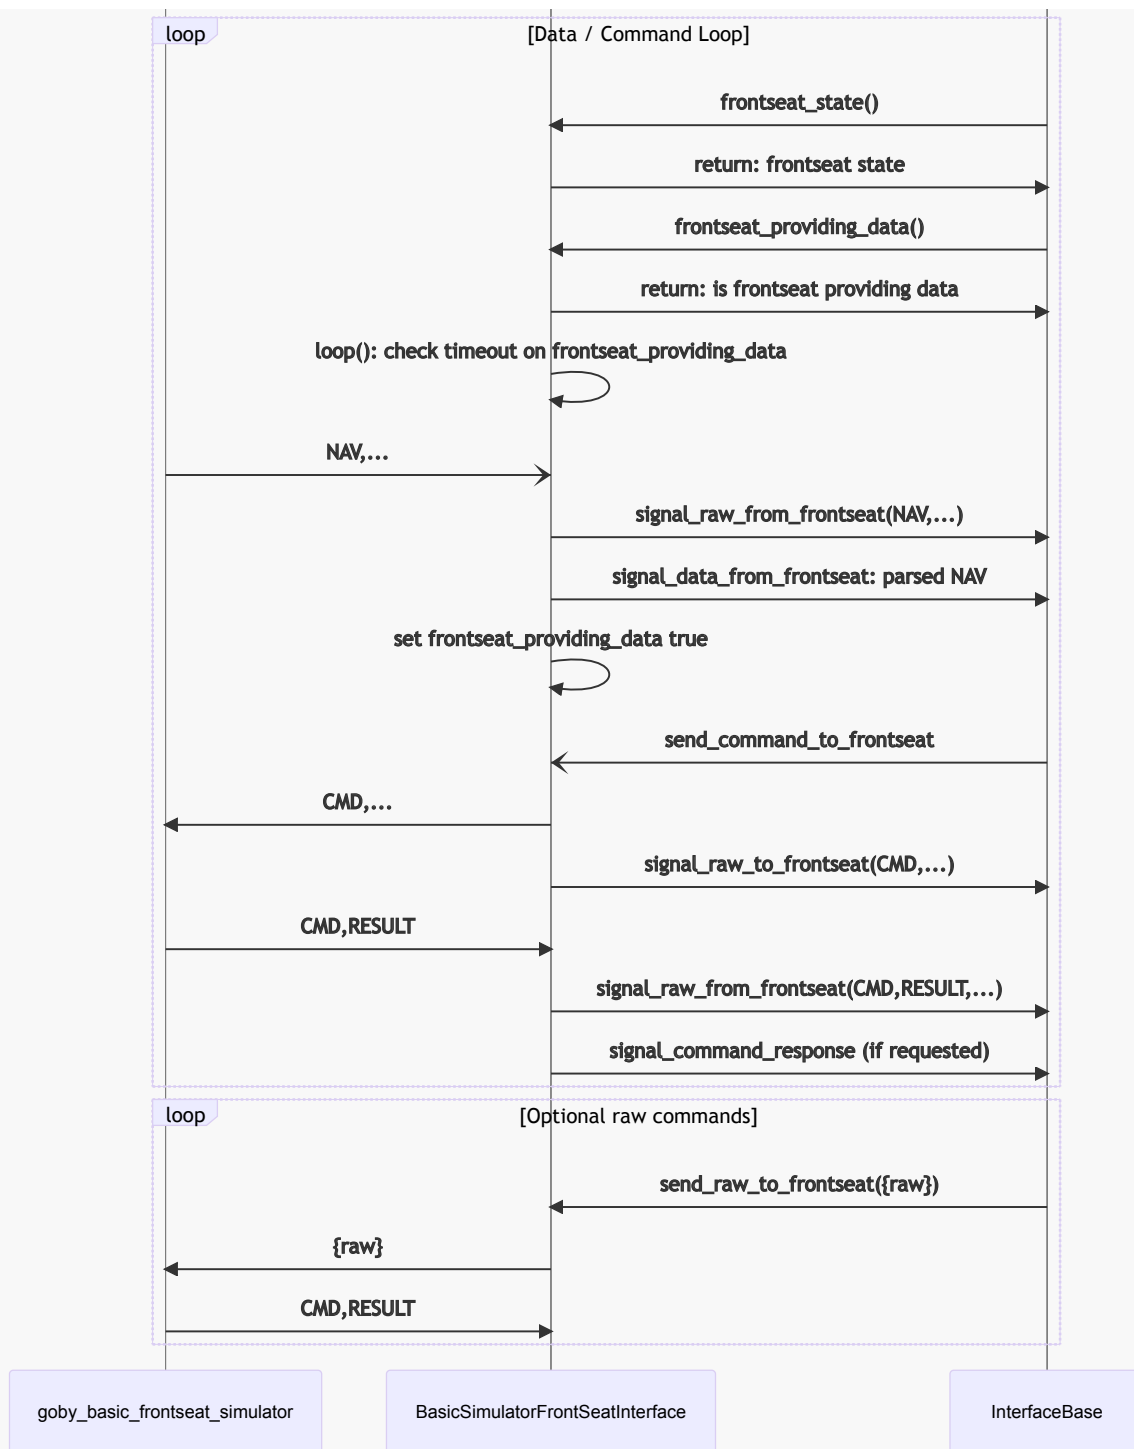 loop
[Data / Command Loop]
frontseat_state()
return: frontseat state
frontseat_providing_data()
return: is frontseat providing data
loop(): check timeout on frontseat_providing_data
NAV,...
signal_raw_from_frontseat(NAV,...)
signal_data_from_frontseat: parsed NAV
set frontseat_providing_data true
send_command_to_frontseat
CMD,...
signal_raw_to_frontseat(CMD,...)
CMD,RESULT
signal_raw_from_frontseat(CMD,RESULT,...)
signal_command_response (if requested)
loop
[Optional raw commands]
send_raw_to_frontseat({raw})
{raw}
CMD,RESULT
goby_basic_frontseat_simulator
BasicSimulatorFrontSeatInterface
InterfaceBase